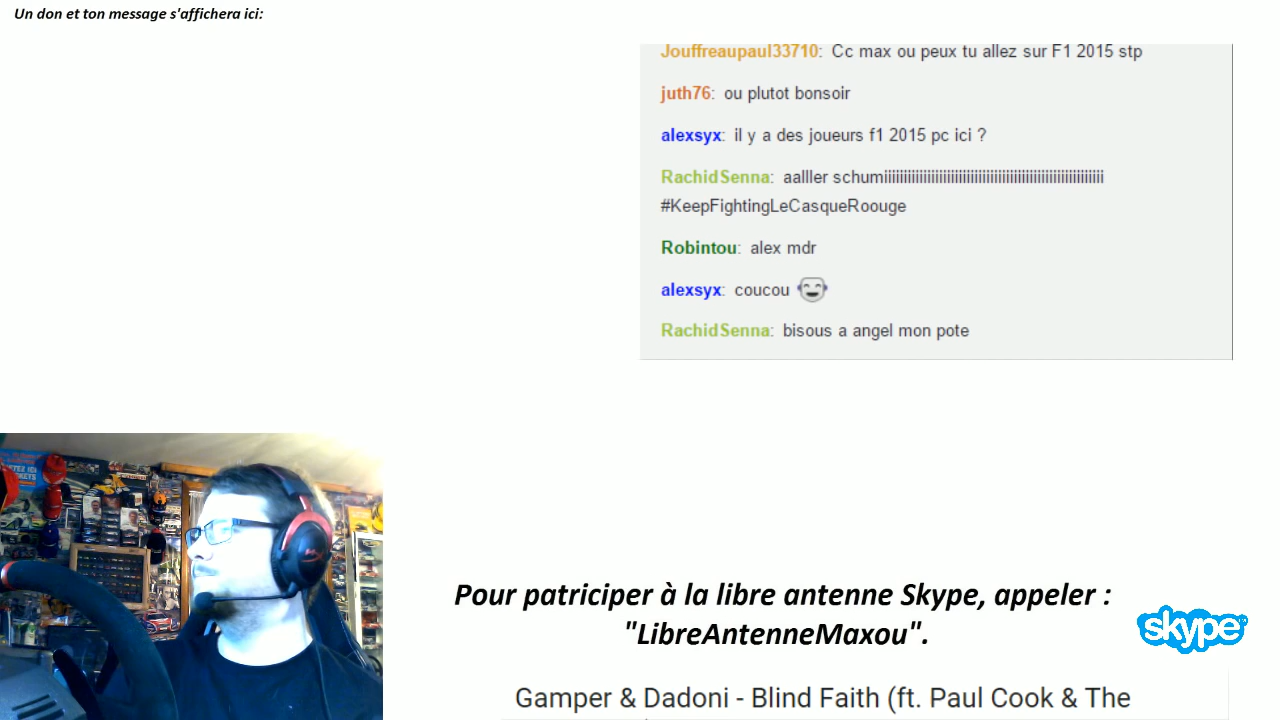 Un don et ton message s'affichera ici:
Jouffreaupaul33710: Cc max ou peux tu allez sur F1 2015 stp
juth76: ou plutot bonsoir
alexsyx: il y a des joueurs f1 2015 pc ici ?
RachidSenna: aalller schumiiiiiiiiiiiiiiiiiiiiiiiiiiiiiiiiiiiiiiiiiiiiiiiiiiiii
#KeepFightingLeCasqueRoouge
Robintou: alex mdr
alexsyx: coucou
RachidSenna: bisous a angel mon pote
Pour patriciper à la libre antenne Skype, appeler :
"LibreAntenneMaxou".
skype
Gamper & Dadoni - Blind Faith (ft. Paul Cook & The